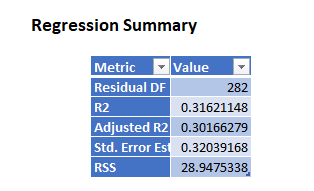 Regression Summary
Metric Value
Residual DF 282
R2 0.31621148
Adjusted R2 0.30166279
Std. Error Est 0.32039168
RSS 28.9475338